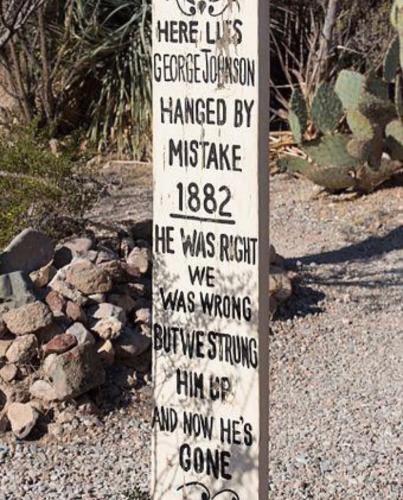 HERE LIES
GEORGE JOHNSON
HANGED BY
MISTAKE
1882
HE WAS RIGHT
WE
WAS WRONG
BUT WE STRUNG
HIM UP
AND NOW HE'S
GONE